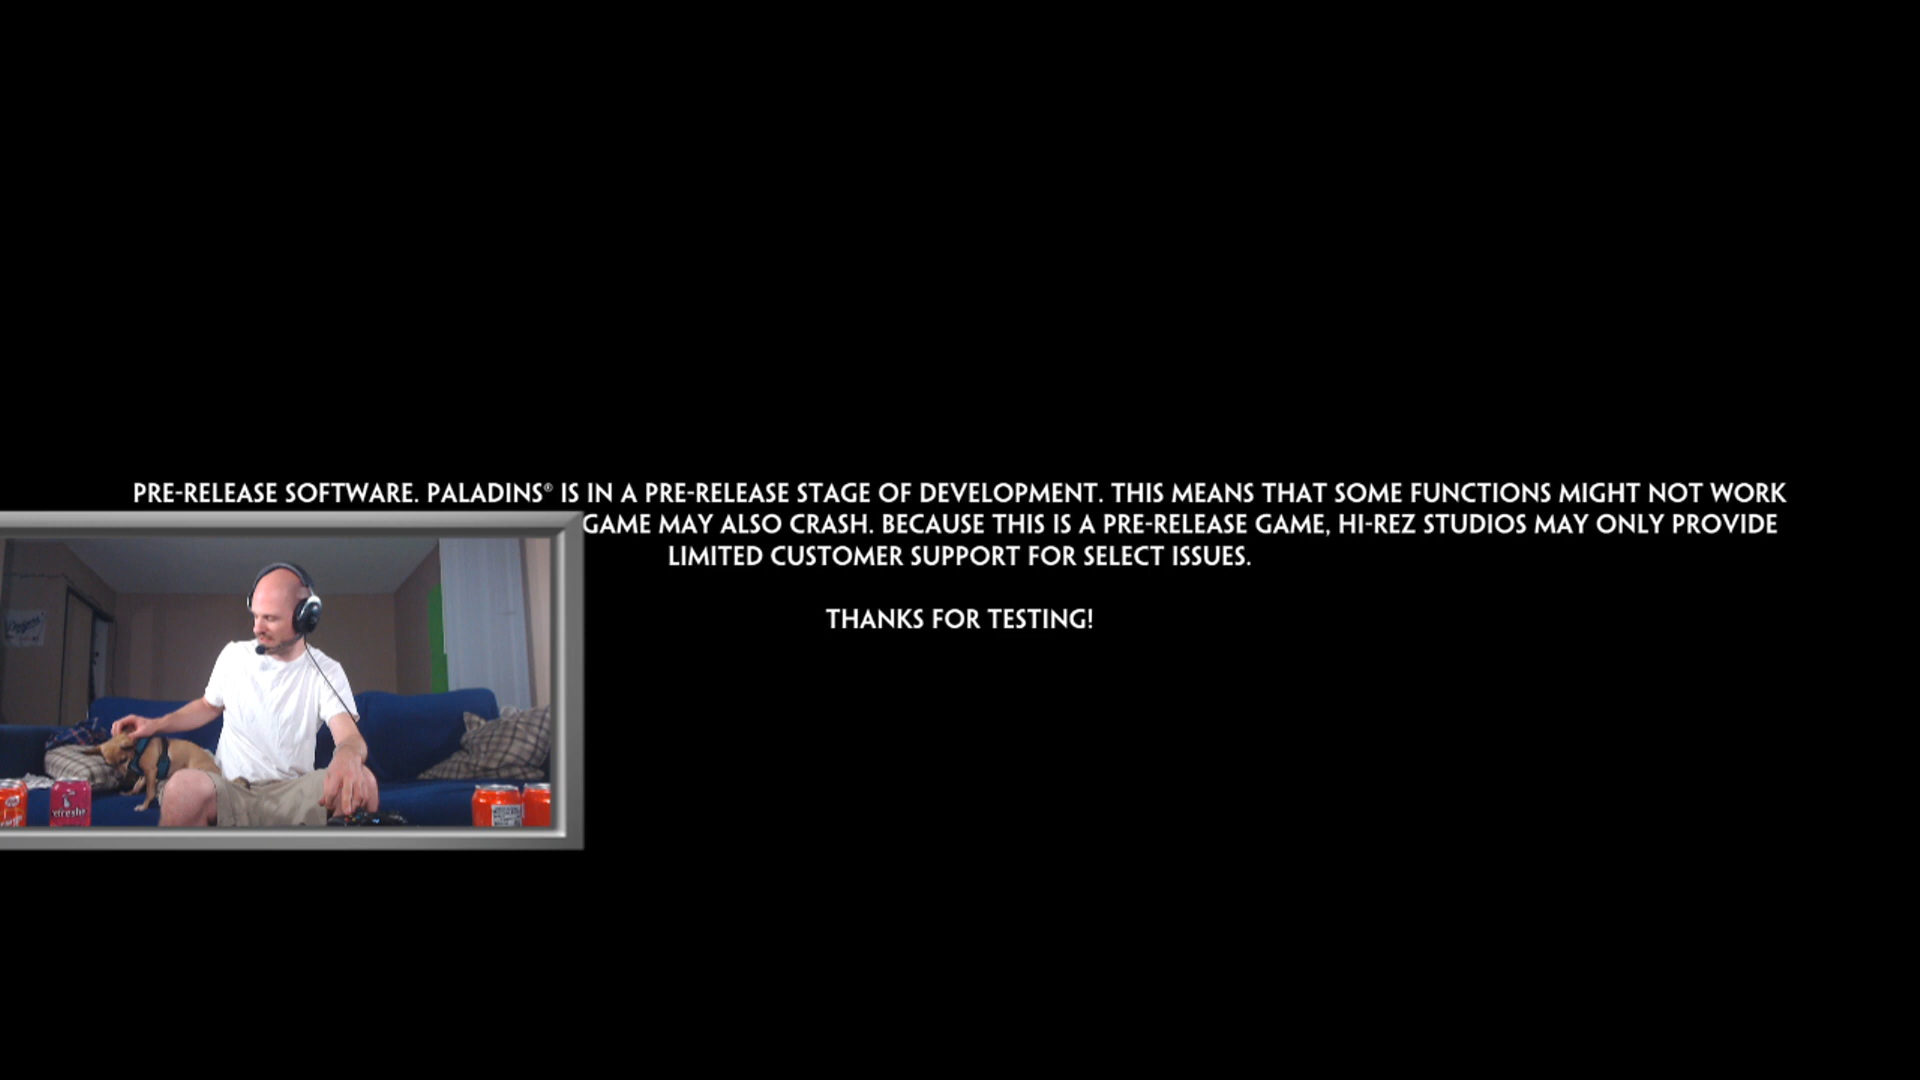 PRE-RELEASE SOFTWARE. PALADINS® IS IN A PRE-RELEASE STAGE OF DEVELOPMENT. THIS MEANS THAT SOME FUNCTIONS MIGHT NOT WORK
GAME MAY ALSO CRASH. BECAUSE THIS IS A PRE-RELEASE GAME, HI-REZ STUDIOS MAY ONLY PROVIDE
LIMITED CUSTOMER SUPPORT FOR SELECT ISSUES.
THANKS FOR TESTING!